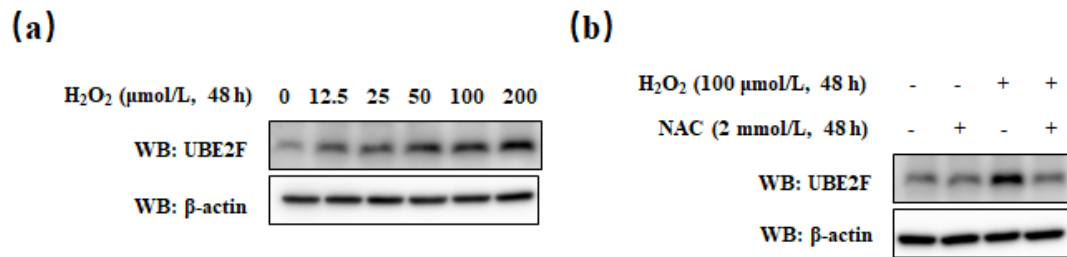 (a)
H₂O₂ (μmol/L, 48 h) 0 12.5 25 50 100 200
WB: UBE2F
WB: β-actin
(b)
H₂O₂ (100 μmol/L, 48 h) - - + +
NAC (2 mmol/L, 48 h) - + - +
WB: UBE2F
WB: β-actin